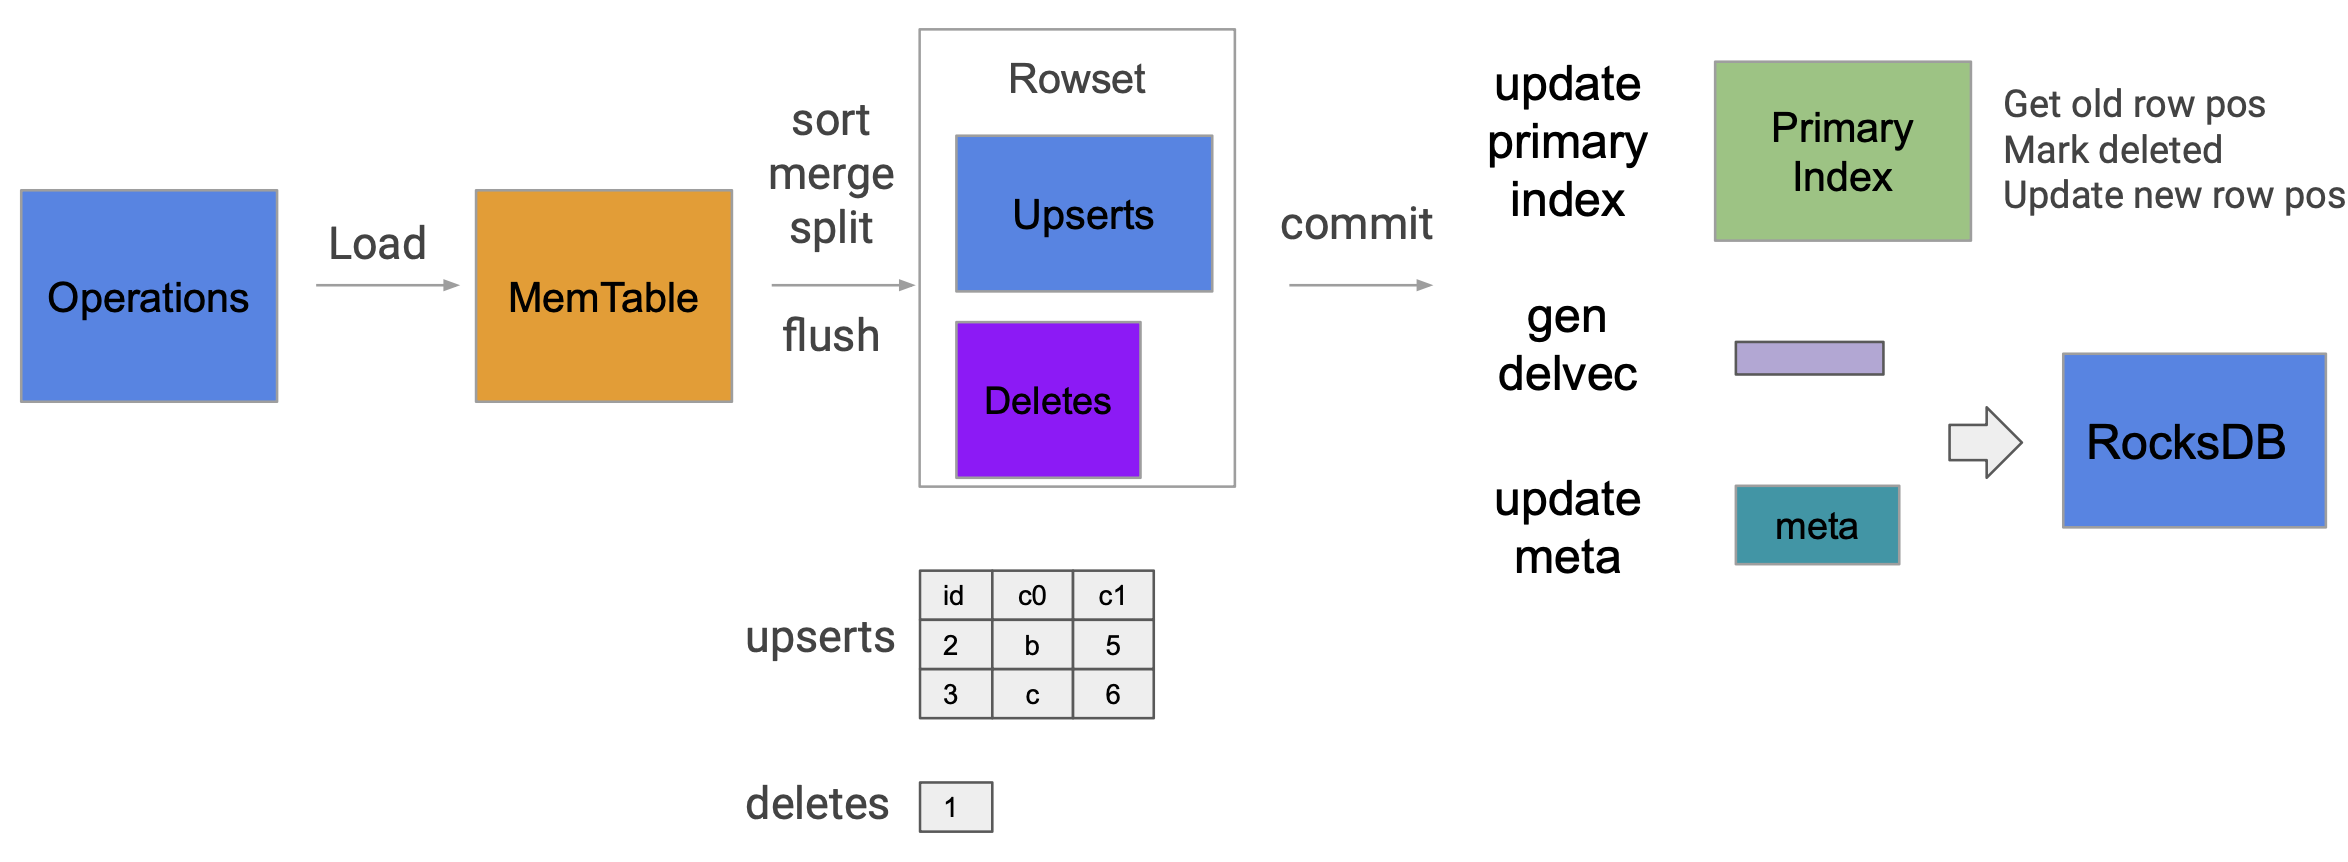 Operations
Load
MemTable
sort
merge
split
flush
Rowset
Upserts
Deletes
commit
update
primary
index
Primary
Index
Get old row pos
Mark deleted
Update new row pos
gen
delvec
update
meta
meta
RocksDB
upserts
id c0 c1
2 b 5
3 c 6
deletes
1